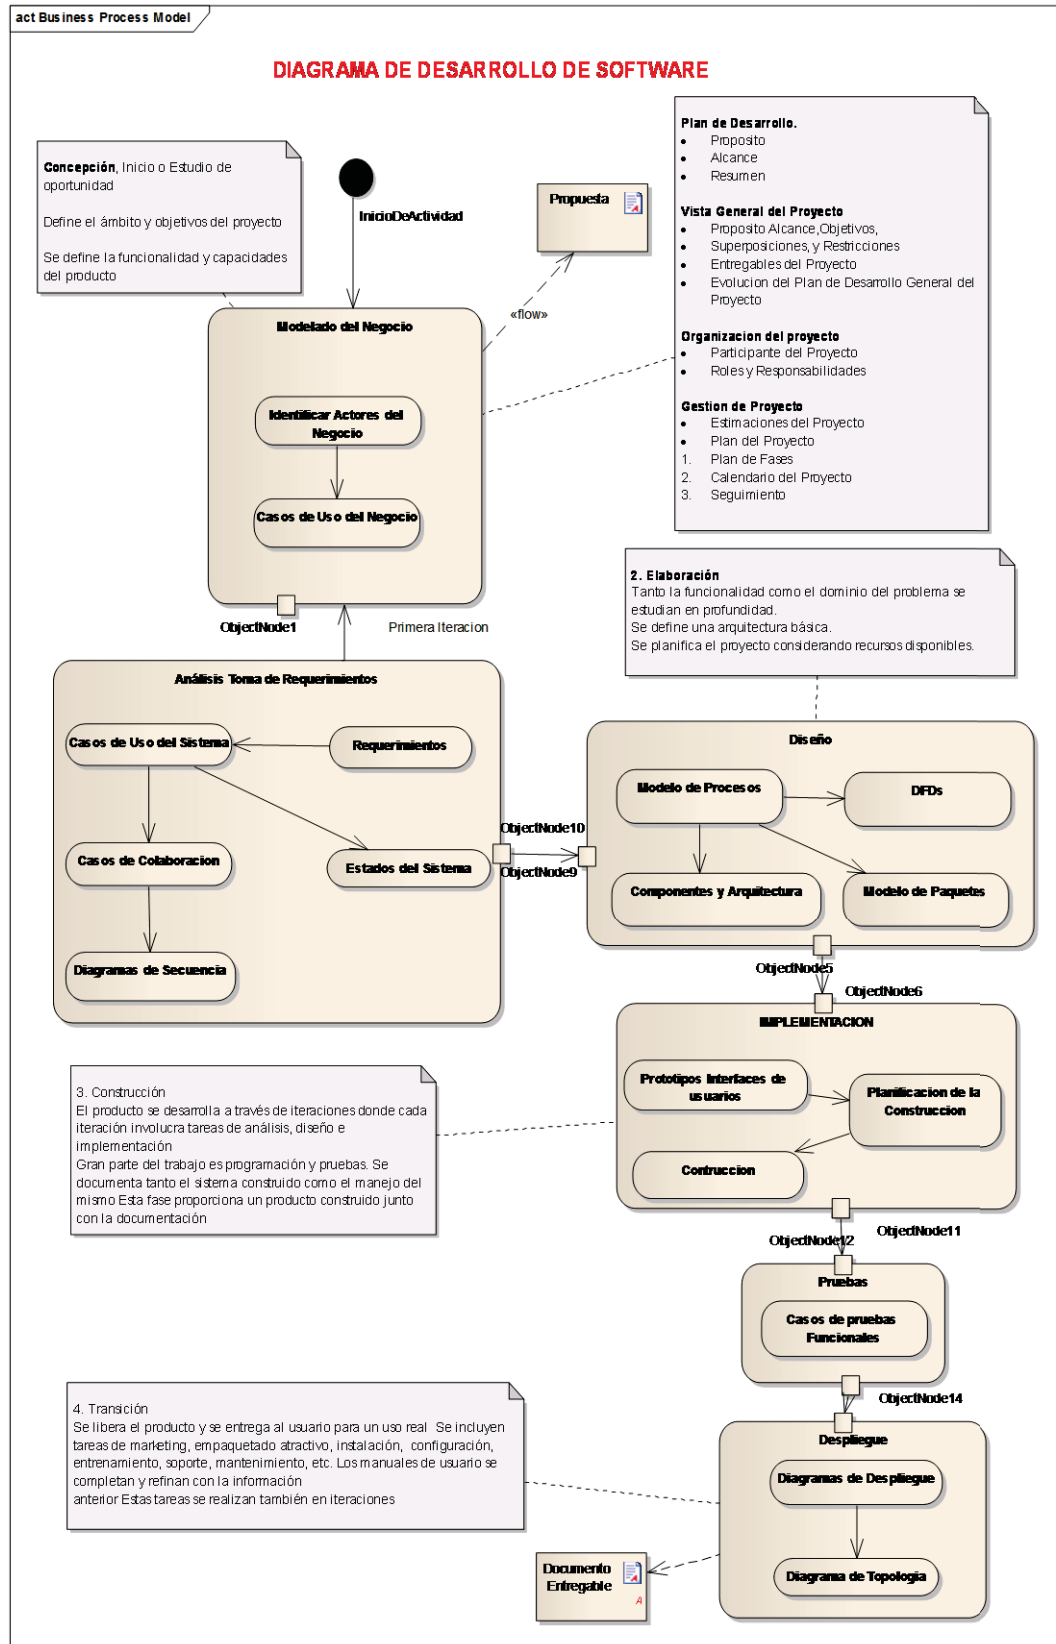 act Business Process Model
DIAGRAMA DE DESARROLLO DE SOFTWARE
Concepción, Inicio o Estudio de
oportunidad
Define el ámbito y objetivos del proyecto
Se define la funcionalidad y capacidades
del producto
InicioDeActividad
Propuesta
«flow»
Plan de Desarrollo.
• Proposito
• Alcance
• Resumen
Vista General del Proyecto
• Proposito Alcance,Objetivos,
• Superposiciones, y Restricciones
• Entregables del Proyecto
• Evolucion del Plan de Desarrollo General del
Proyecto
Organizacion del proyecto
• Participante del Proyecto
• Roles y Responsabilidades
Gestion de Proyecto
• Estimaciones del Proyecto
• Plan del Proyecto
1. Plan de Fases
2. Calendario del Proyecto
3. Seguimiento
Modelado del Negocio
Identificar Actores del
Negocio
Casos de Uso del Negocio
ObjectNode1
Primera Iteracion
2. Elaboración
Tanto la funcionalidad como el dominio del problema se
estudian en profundidad.
Se define una arquitectura básica.
Se planifica el proyecto considerando recursos disponibles.
Análisis Toma de Requerimientos
Casos de Uso del Sistema
Requerimientos
Casos de Colaboracion
Estados del Sistema
Diagramas de Secuencia
ObjectNode10
ObjectNode9
Diseño
Modelo de Procesos
DFDs
Componentes y Arquitectura
Modelo de Paquetes
ObjectNode5
ObjectNode6
IMPLEMENTACION
Prototipos Interfaces de
usuarios
Planificacion de la
Construccion
Contruccion
3. Construcción
El producto se desarrolla a través de iteraciones donde cada
iteración involucra tareas de análisis, diseño e
implementación
Gran parte del trabajo es programación y pruebas. Se
documenta tanto el sistema construido como el manejo del
mismo Esta fase proporciona un producto construido junto
con la documentación
ObjectNode11
ObjectNode12
Pruebas
Casos de pruebas
Funcionales
ObjectNode14
4. Transición
Se libera el producto y se entrega al usuario para un uso real Se incluyen
tareas de marketing, empaquetado atractivo, instalación, configuración,
entrenamiento, soporte, mantenimiento, etc. Los manuales de usuario se
completan y refinan con la información
anterior Estas tareas se realizan también en iteraciones
Despliegue
Diagramas de Despliegue
Diagrama de Topologia
Documento
Entregable
A